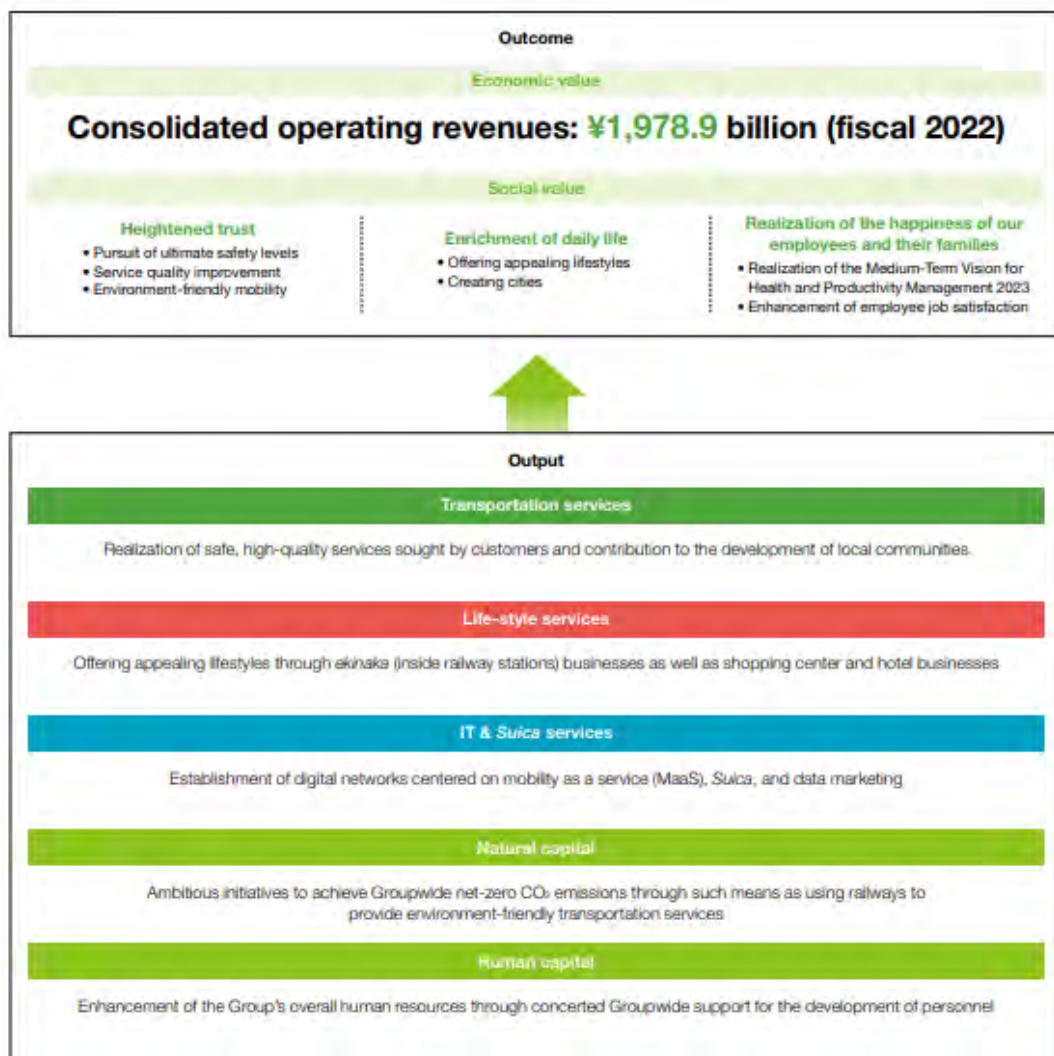 Outcome
Economic value
Consolidated operating revenues: ¥1,978.9 billion (fiscal 2022)
Social value
Heightened trust
• Pursuit of ultimate safety levels
• Service quality improvement
• Environment-friendly mobility
Enrichment of daily life
• Offering appealing lifestyles
• Creating cities
Realization of the happiness of our
employees and their families
• Realization of the Medium-Term Vision for
Health and Productivity Management 2023
• Enhancement of employee job satisfaction
Output
Transportation services
Realization of safe, high-quality services sought by customers and contribution to the development of local communities
Life-style services
Offering appealing lifestyles through ekinaka (inside railway stations) businesses as well as shopping center and hotel businesses
IT & Suica services
Establishment of digital networks centered on mobility as a service (MaaS), Suica, and data marketing
Natural capital
Ambitious initiatives to achieve Groupwide net-zero CO₂ emissions through such means as using railways to
provide environment-friendly transportation services
Human capital
Enhancement of the Group's overall human resources through concerted Groupwide support for the development of personnel